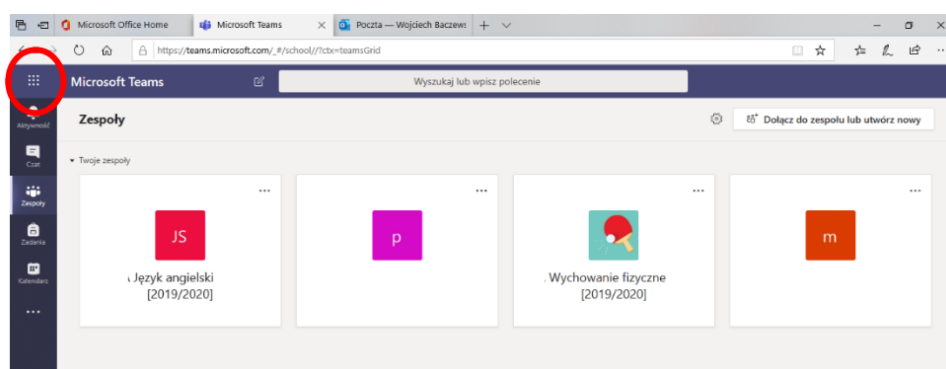 Microsoft Office Home
Microsoft Teams
Poczta — Wojciech Baczews
https://teams.microsoft.com/_#/school//?ctx=teamsGrid
Microsoft Teams
Wyszukaj lub wpisz polecenie
Aktywność
Zespoły
Dołącz do zespołu lub utwórz nowy
Czat
Twoje zespoły
Zespoły
JS
p
m
Zadania
Język angielski
[2019/2020]
Wychowanie fizyczne
[2019/2020]
Kalendarz